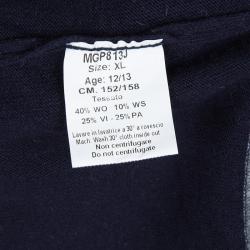 MGP813J
Size: XL
Age: 12/13
CM. 152/158
Tessuto
40% WO 10% WS
25% VI - 25% PA
Lavare in lavatrice a 30° a rovescio
Mach. Wash 30° cloth inside out
Non centrifugare
Do not centrifugate